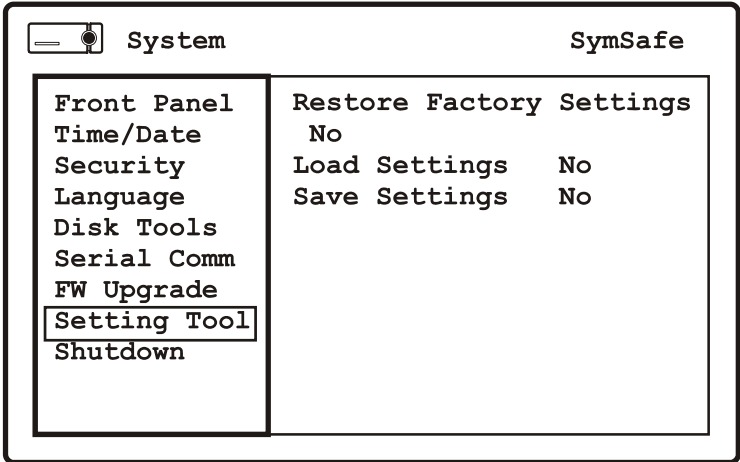 System SymSafe
Front Panel
Time/Date
Security
Language
Disk Tools
Serial Comm
FW Upgrade
Setting Tool
Shutdown
Restore Factory Settings
No
Load Settings No
Save Settings No